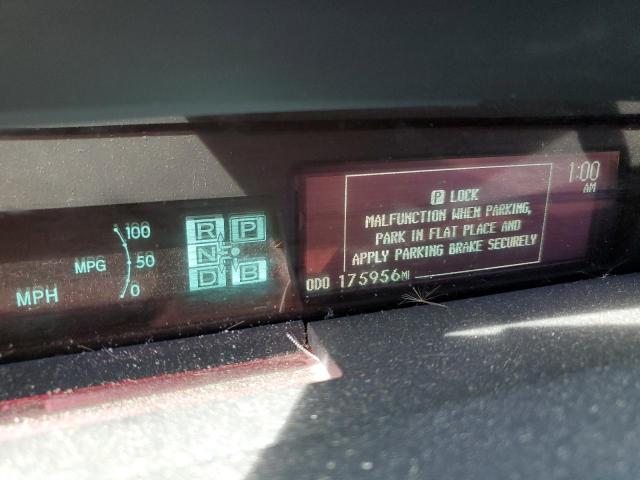 1:00
AM
P LOCK
MALFUNCTION WHEN PARKING,
PARK IN FLAT PLACE AND
APPLY PARKING BRAKE SECURELY
ODO 175956MI
R P
N
D B
100
MPG 50
0
MPH